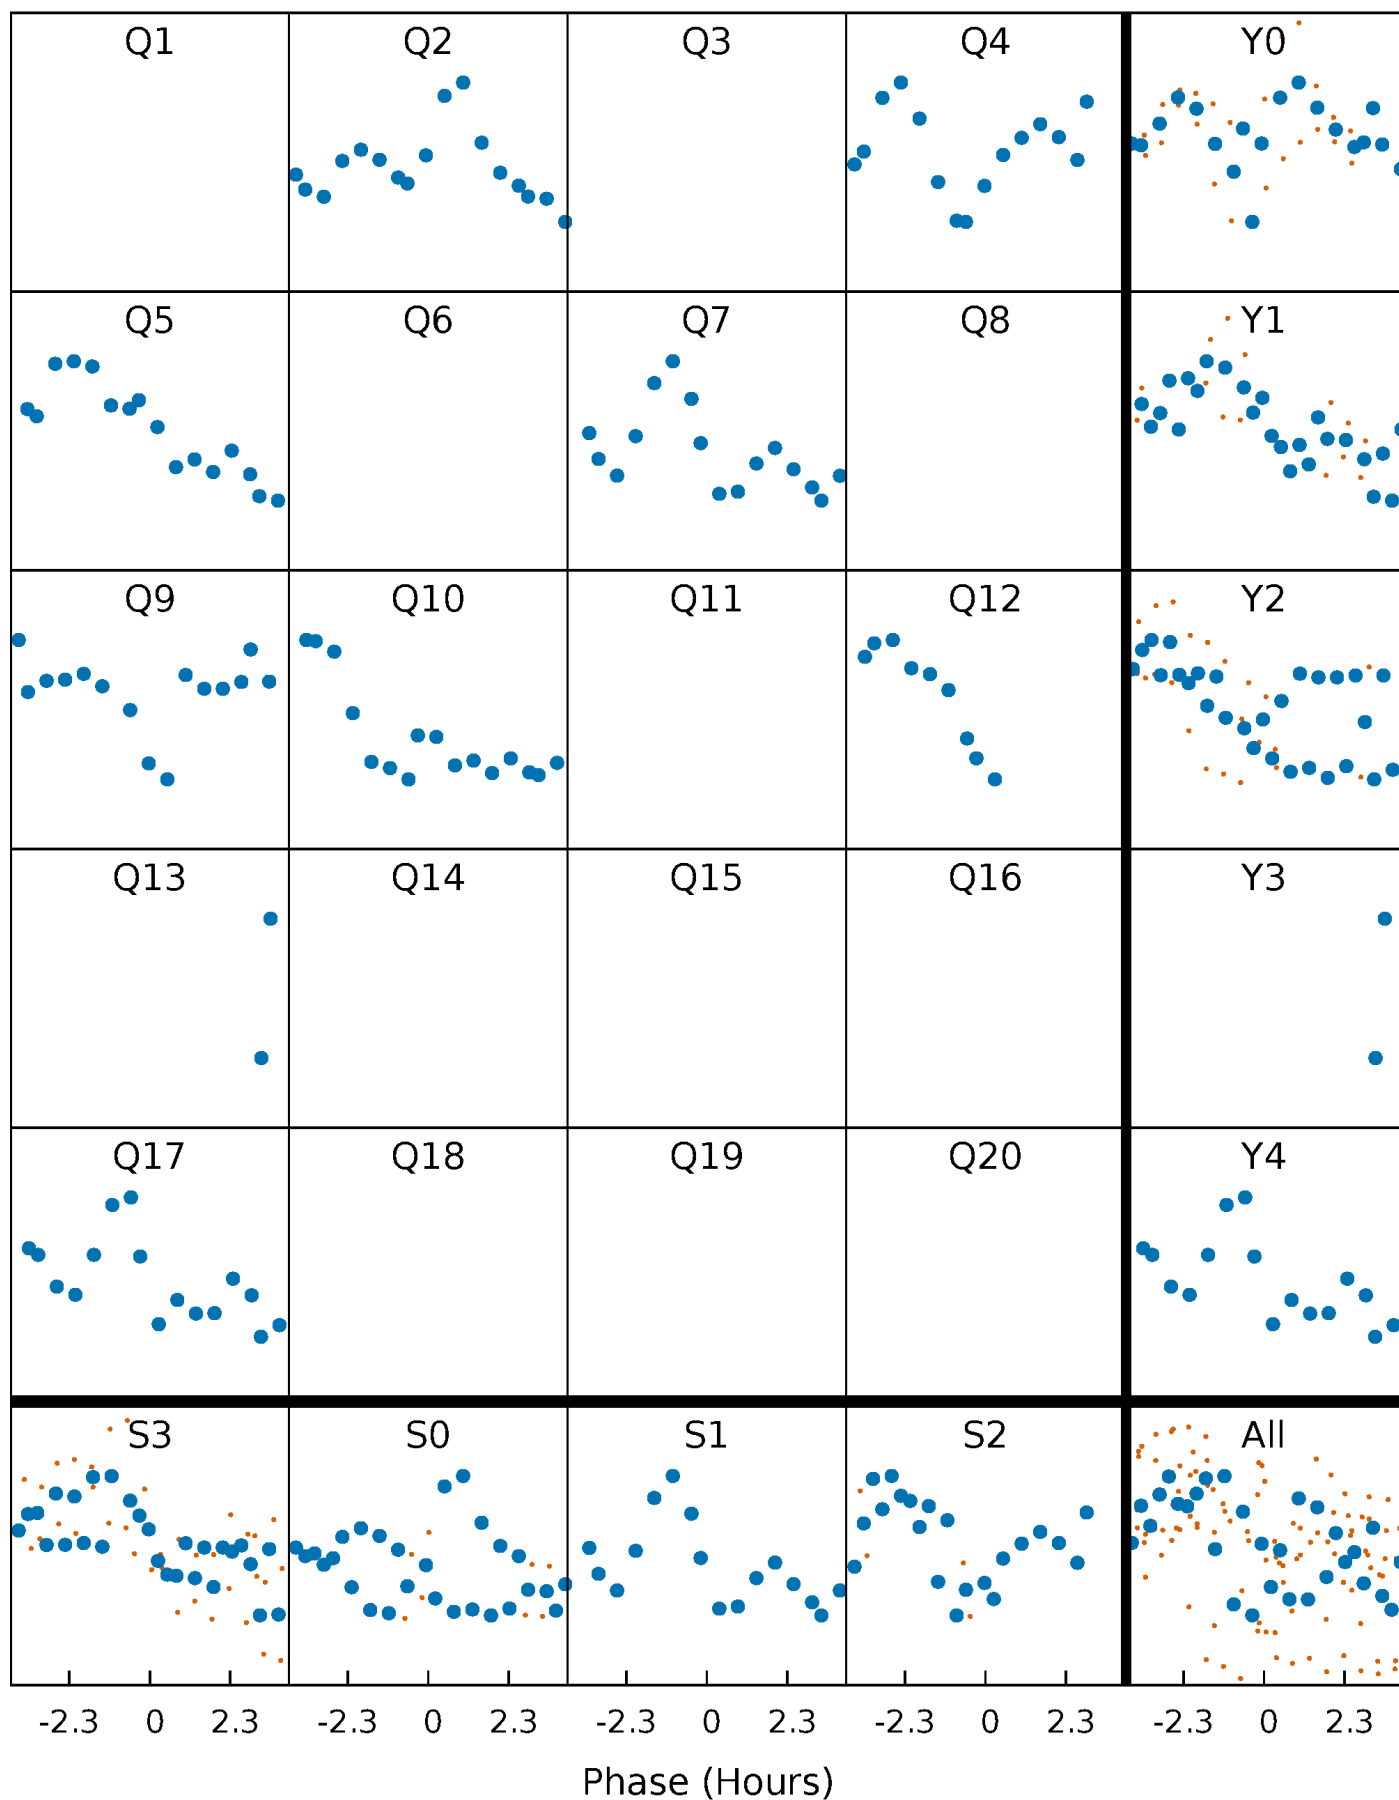 Q1 Q2 Q3 Q4 Y0
Q5 Q6 Q7 Q8 Y1
Q9 Q10 Q11 Q12 Y2
Q13 Q14 Q15 Q16 Y3
Q17 Q18 Q19 Q20 Y4
S3 S0 S1 S2 All
-2.3 0 2.3 -2.3 0 2.3 -2.3 0 2.3 -2.3 0 2.3 -2.3 0 2.3
Phase (Hours)